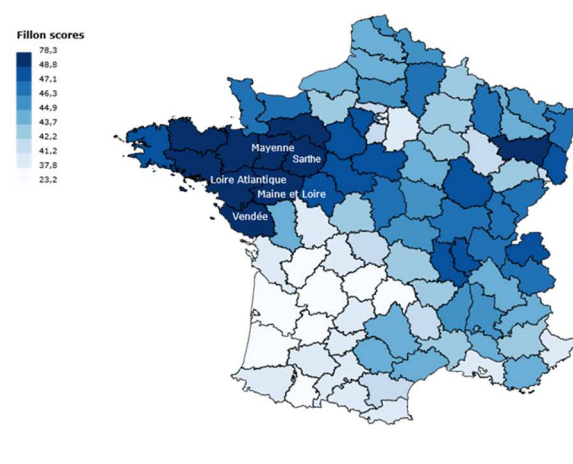 Fillon scores
78,3
48,8
47,1
46,3
44,9
43,7
42,2
41,2
37,8
23,2
Mayenne
Sarthe
Loire Atlantique
Maine et Loire
Vendée